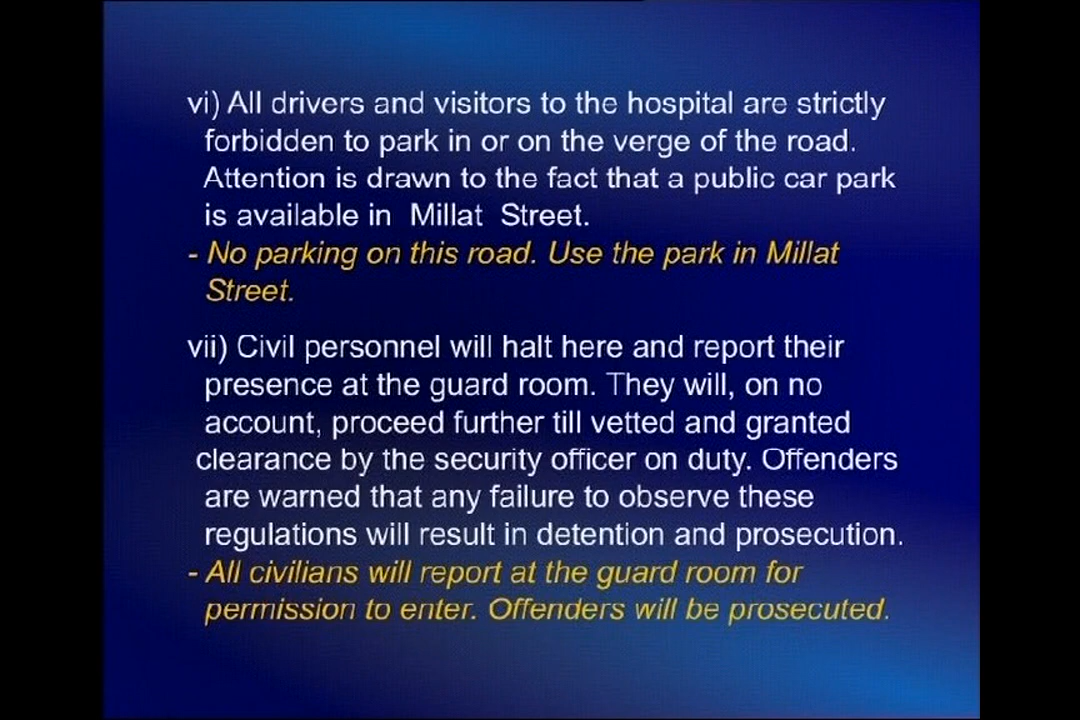 vi) All drivers and visitors to the hospital are strictly
forbidden to park in or on the verge of the road.
Attention is drawn to the fact that a public car park
is available in Millat Street.
- No parking on this road. Use the park in Millat
Street.
vii) Civil personnel will halt here and report their
presence at the guard room. They will, on no
account, proceed further till vetted and granted
clearance by the security officer on duty. Offenders
are warned that any failure to observe these
regulations will result in detention and prosecution.
- All civilians will report at the guard room for
permission to enter. Offenders will be prosecuted.